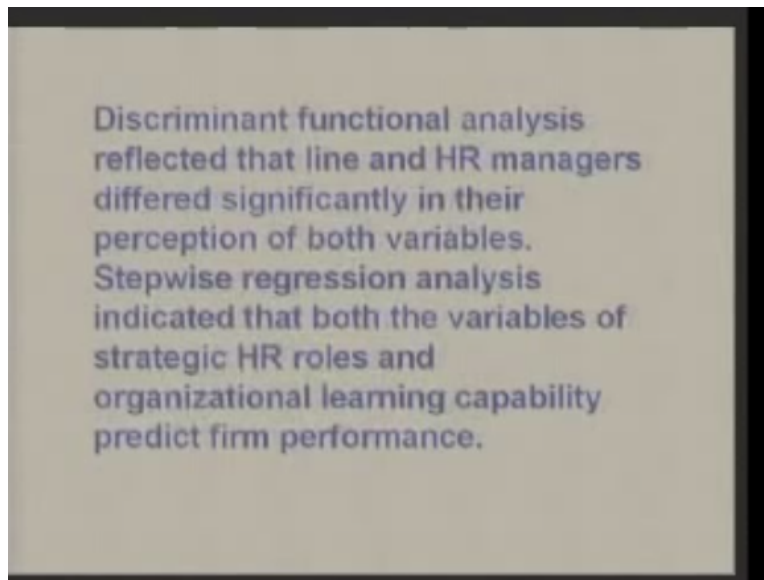 Discriminant functional analysis
reflected that line and HR managers
differed significantly in their
perception of both variables.
Stepwise regression analysis
indicated that both the variables of
strategic HR roles and
organizational learning capability
predict firm performance.